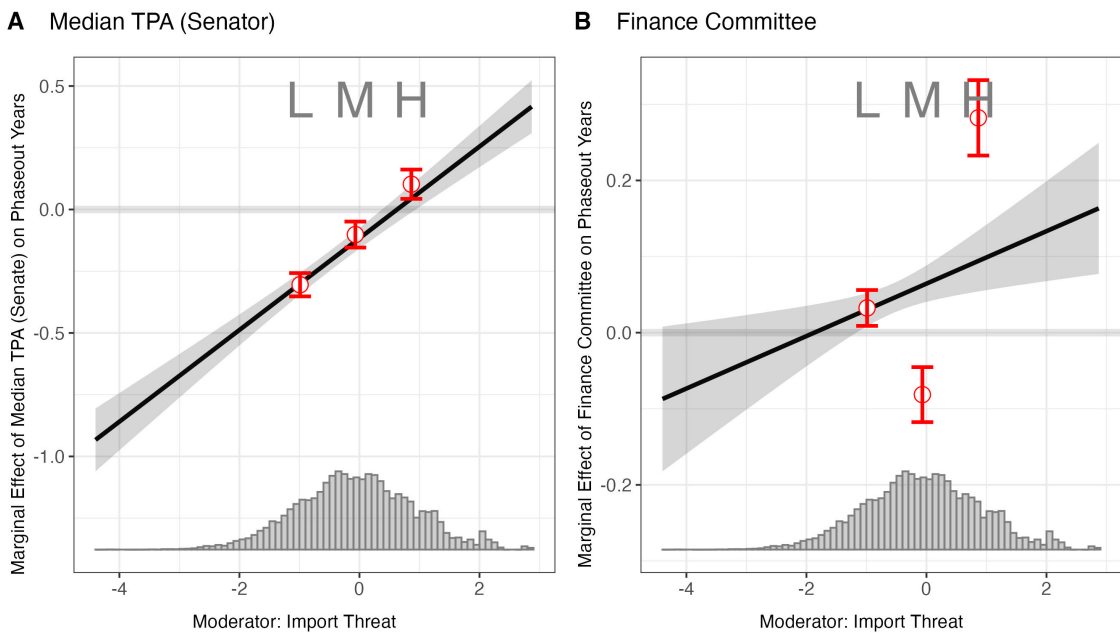 A Median TPA (Senator)
Marginal Effect of Median TPA (Senate) on Phaseout Years
L M H
0.5
0.0
-0.5
-1.0
-4 -2 0 2
Moderator: Import Threat
B Finance Committee
Marginal Effect of Finance Committee on Phaseout Years
L M H
0.2
0.0
-0.2
-4 -2 0 2
Moderator: Import Threat